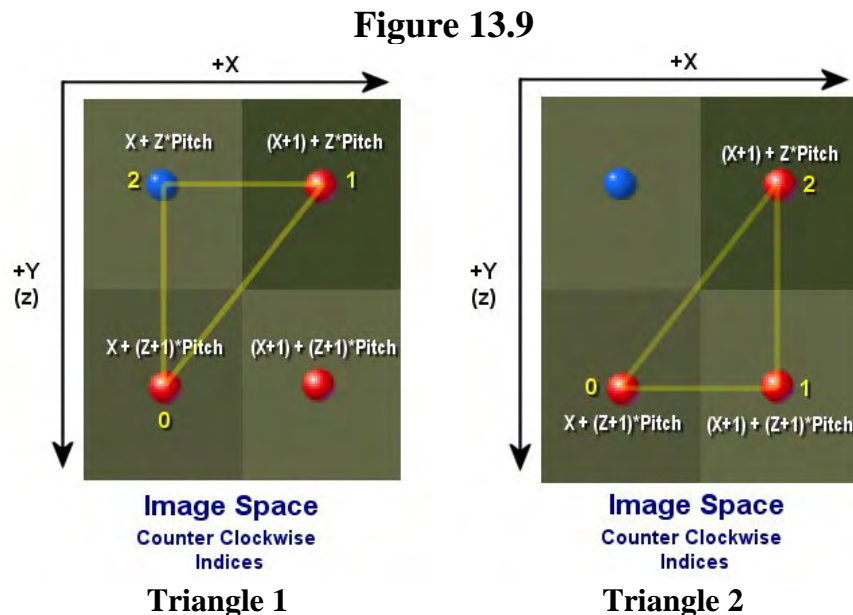 Figure 13.9
+X
X + Z*Pitch
(X+1) + Z*Pitch
2
1
+Y
(z)
X + (Z+1)*Pitch
(X+1) + (Z+1)*Pitch
0
Image Space
Counter Clockwise
Indices
Triangle 1
+X
(X+1) + Z*Pitch
2
+Y
(z)
0
1
X + (Z+1)*Pitch
(X+1) + (Z+1)*Pitch
Image Space
Counter Clockwise
Indices
Triangle 2